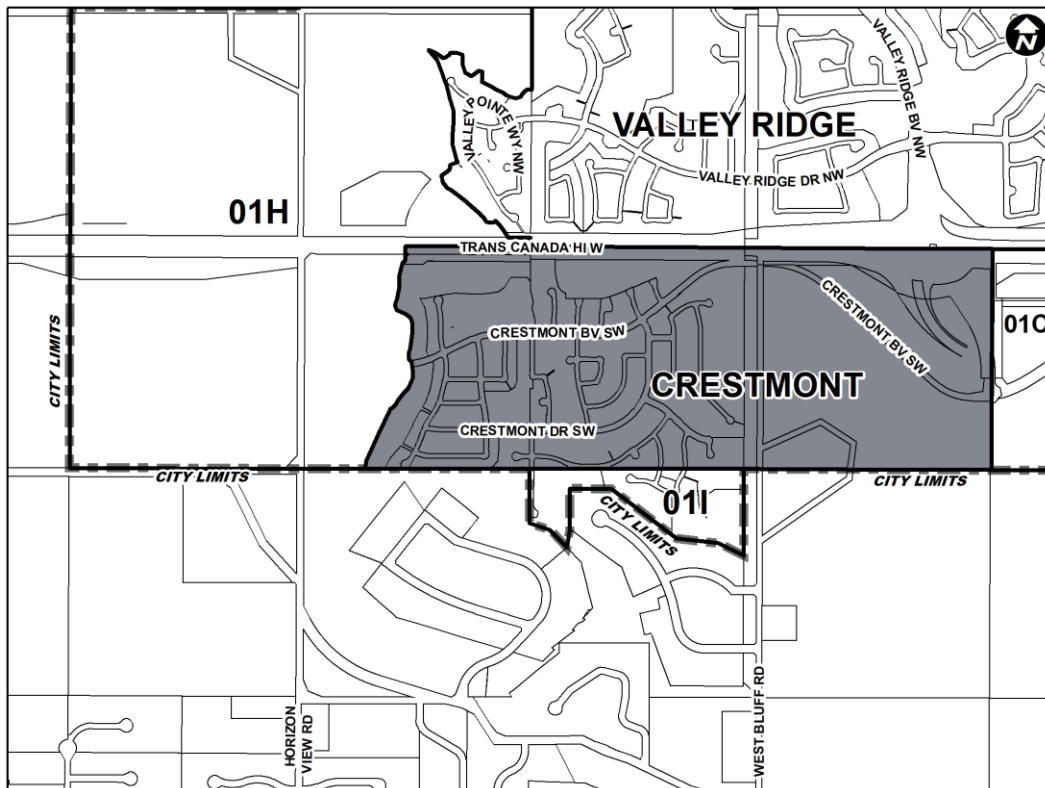 N
VALLEY RIDGE BV NW
VALLEY RIDGE
VALLEY POINTE WY NW
VALLEY RIDGE DR NW
01H
TRANS CANADA HI W
CRESTMONT BV SW
CRESTMONT BV SW
01C
CITY LIMITS
CRESTMONT
CRESTMONT DR SW
CITY LIMITS
CITY LIMITS
01I
CITY LIMITS
HORIZON
VIEW RD
WEST BLUFF RD